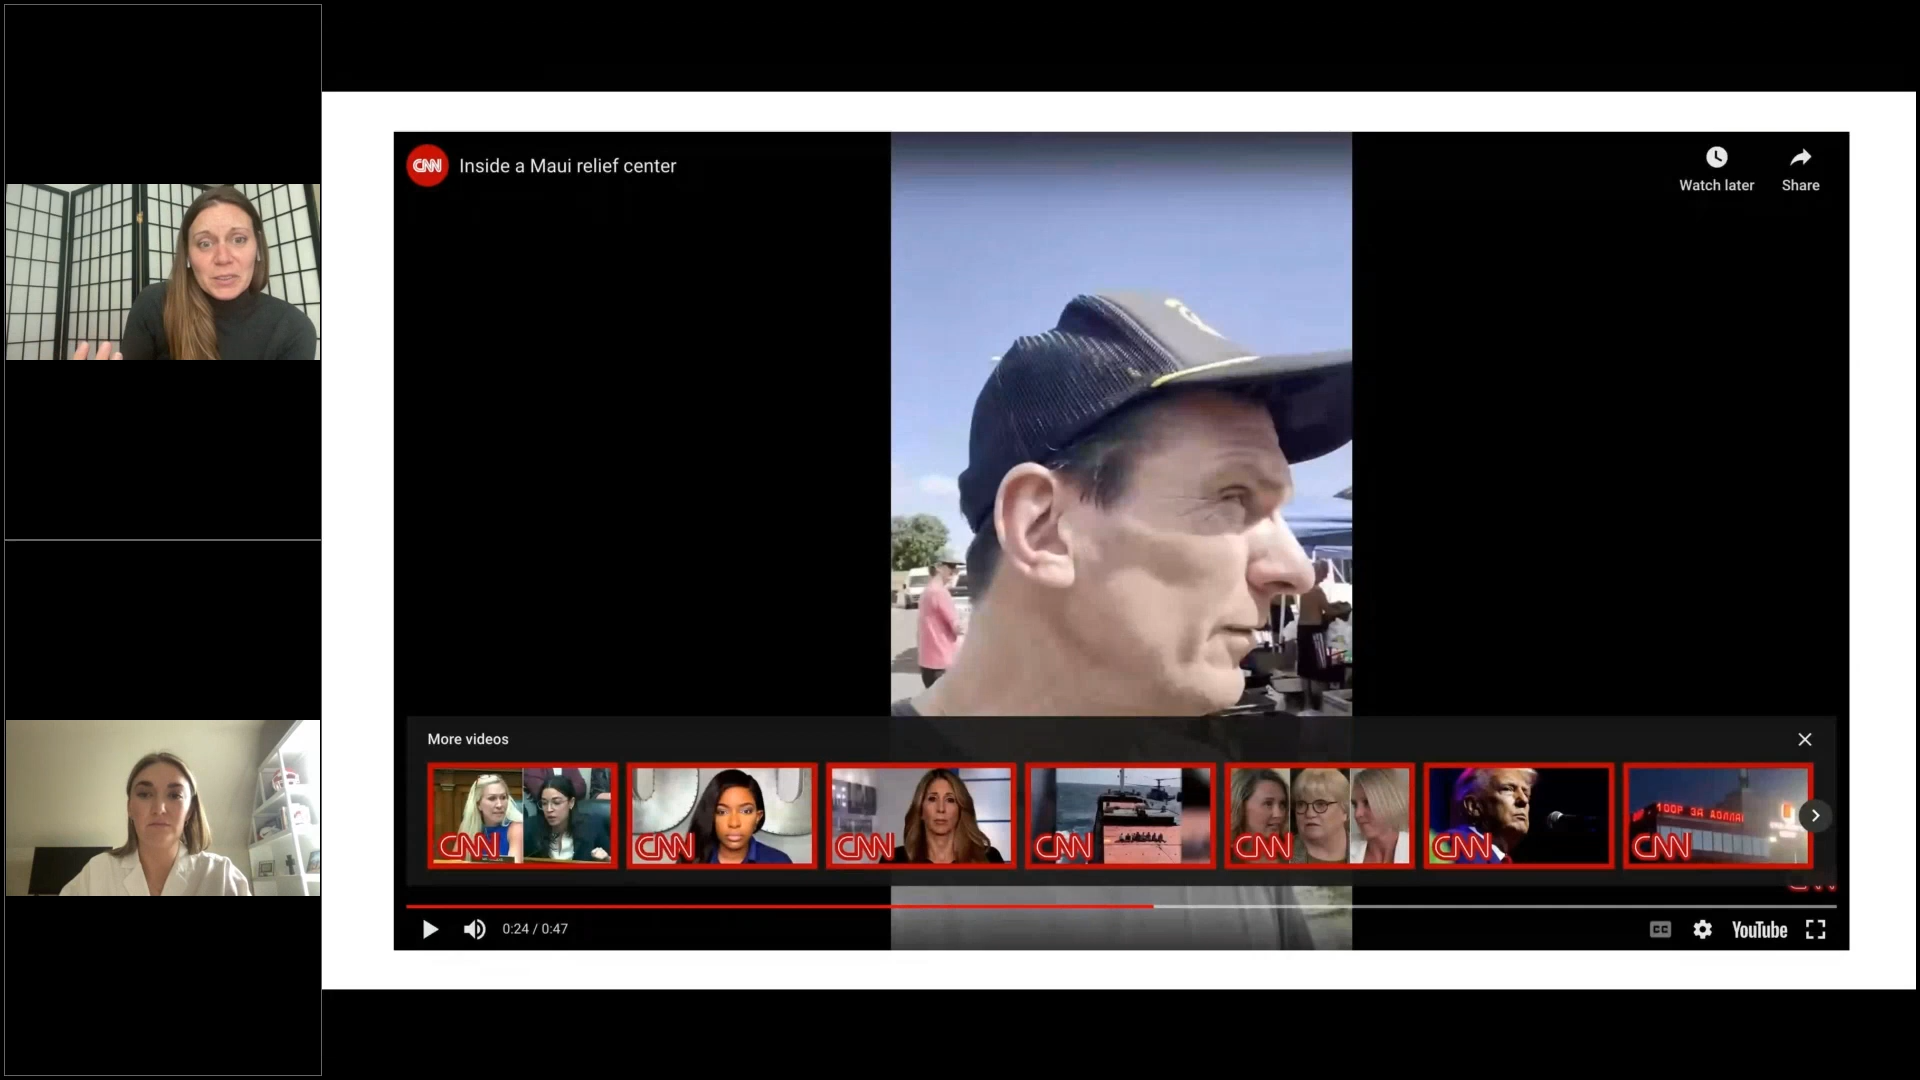 CNN Inside a Maui relief center
Watch later
Share
More videos
CNN
CNN
CNN
CNN
CNN
CNN
CNN
0:24 / 0:47
CC
YouTube